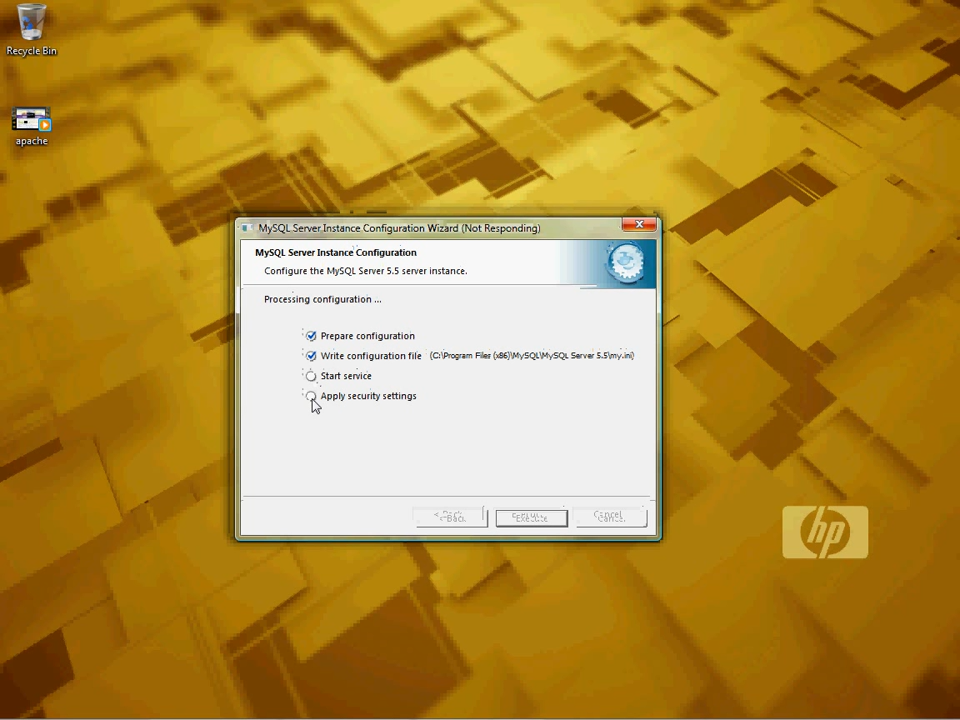 Recycle Bin
apache
MySQL Server Instance Configuration Wizard (Not Responding)
MySQL Server Instance Configuration
Configure the MySQL Server 5.5 server instance.
Processing configuration ...
Prepare configuration
Write configuration file (C:\Program Files (x86)\MySQL\MySQL Server 5.5\my.ini)
Start service
Apply security settings
< Back Execute Cancel
hp